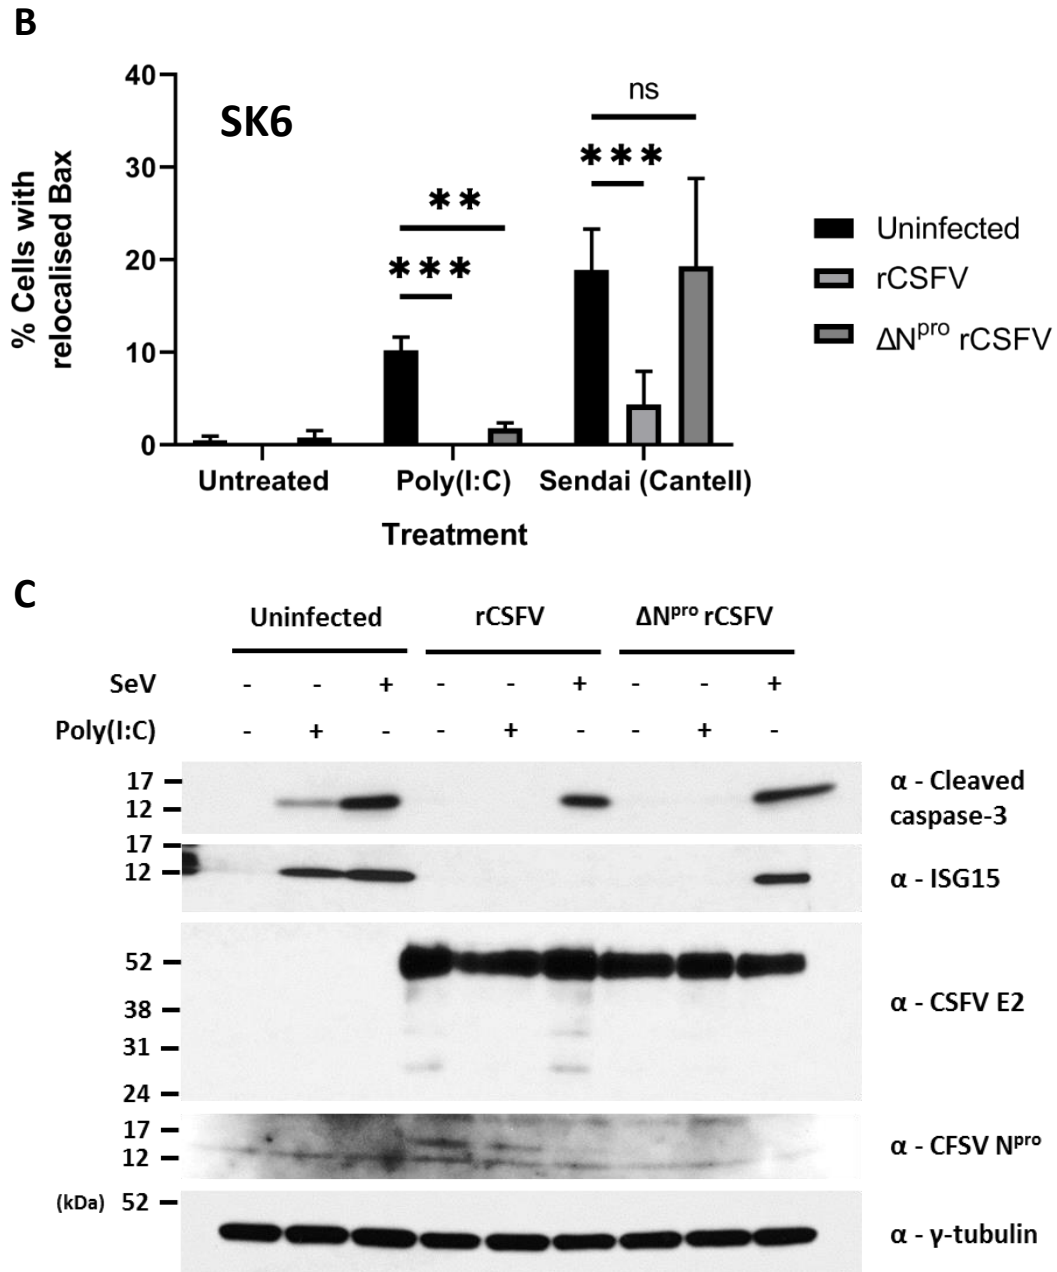 B
40
30
20
10
0
% Cells with
relocalised Bax
SK6
ns
***
**
***
Uninfected
rCSFV
ΔNpro rCSFV
Untreated Poly(I:C) Sendai (Cantell)
Treatment
C
Uninfected rCSFV ΔNpro rCSFV
SeV - - + - - + - - +
Poly(I:C) - + - - + - - + -
17
12
α - Cleaved
caspase-3
17
12
α - ISG15
52
38
31
24
α - CSFV E2
17
12
α - CFSV Npro
(kDa) 52
α - γ-tubulin